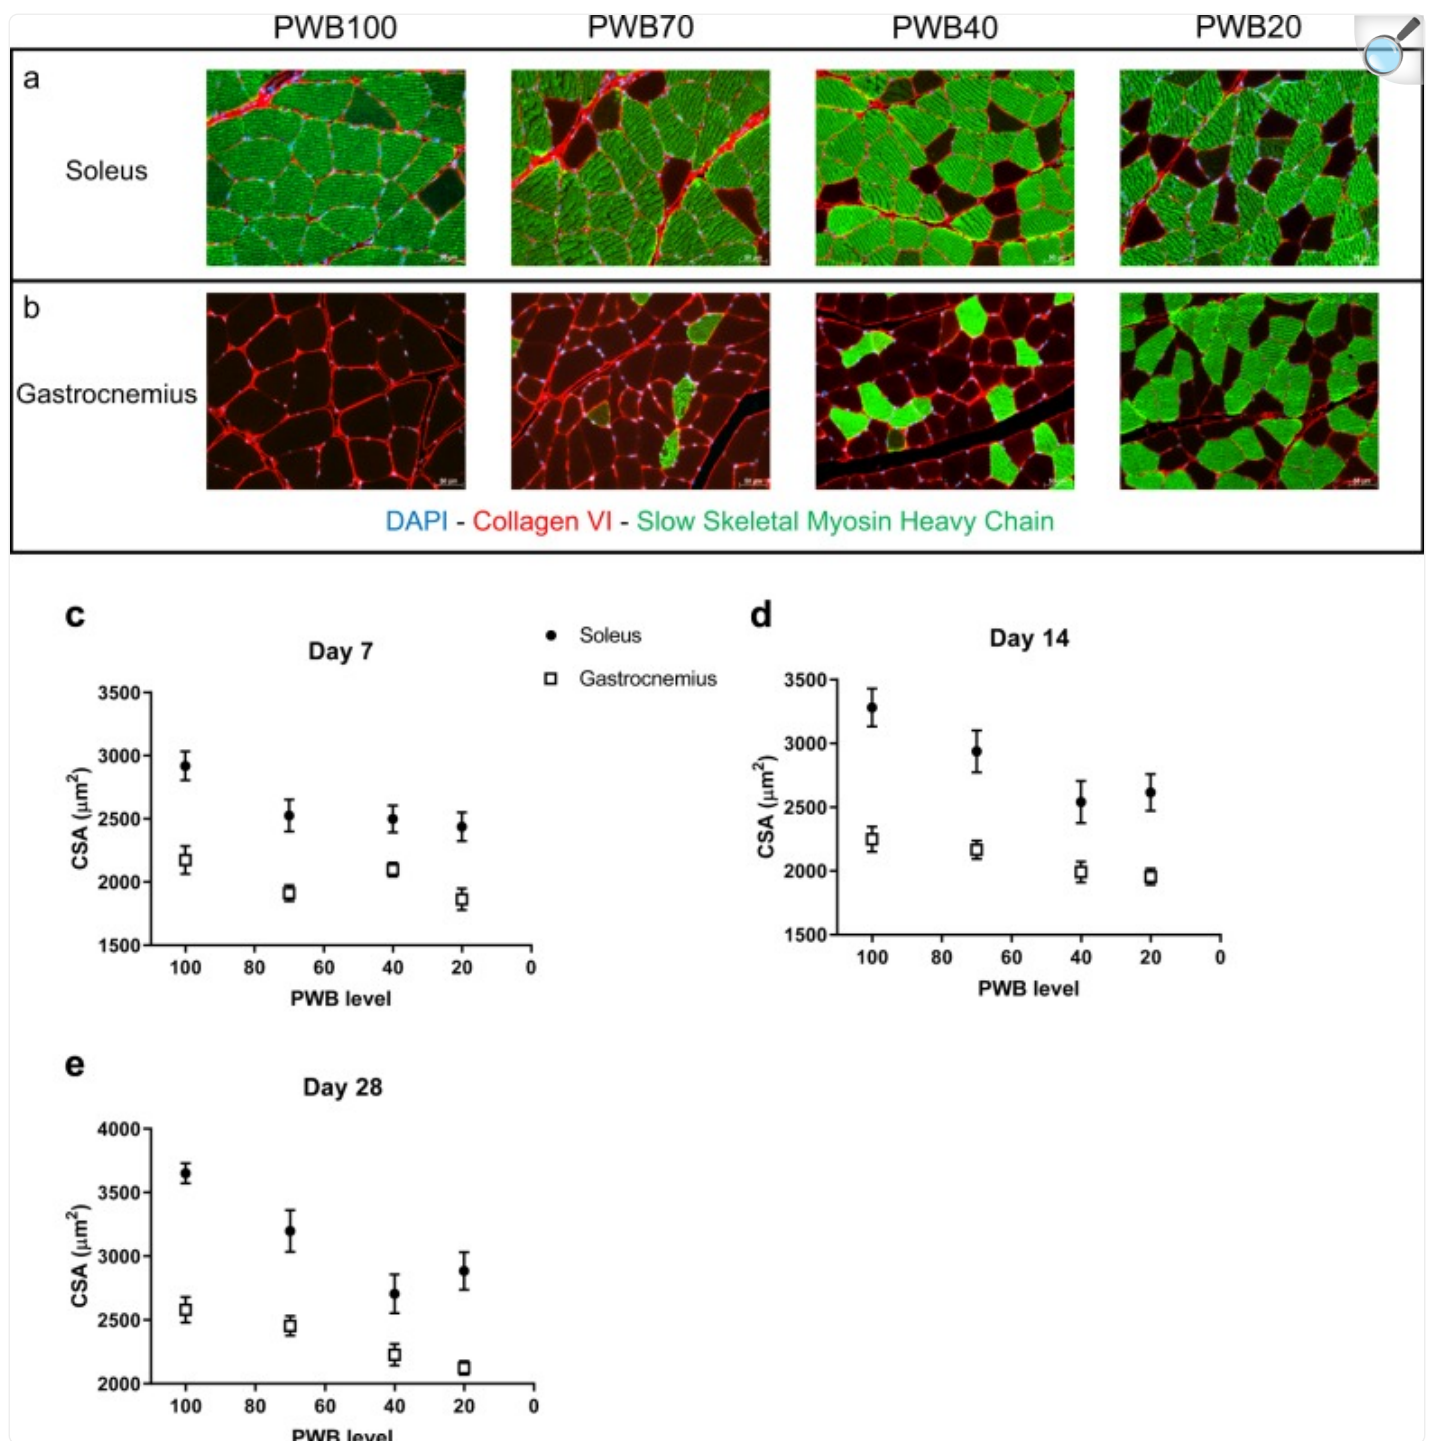 PWB100 PWB70 PWB40 PWB20
a
Soleus
b
Gastrocnemius
DAPI - Collagen VI - Slow Skeletal Myosin Heavy Chain
c
Day 7
Soleus
Gastrocnemius
3500
3000
2500
2000
1500
CSA (μm²)
100 80 60 40 20 0
PWB level
d
Day 14
3500
3000
2500
2000
1500
CSA (μm²)
100 80 60 40 20 0
PWB level
e
Day 28
4000
3500
3000
2500
2000
CSA (μm²)
100 80 60 40 20 0
PWB level